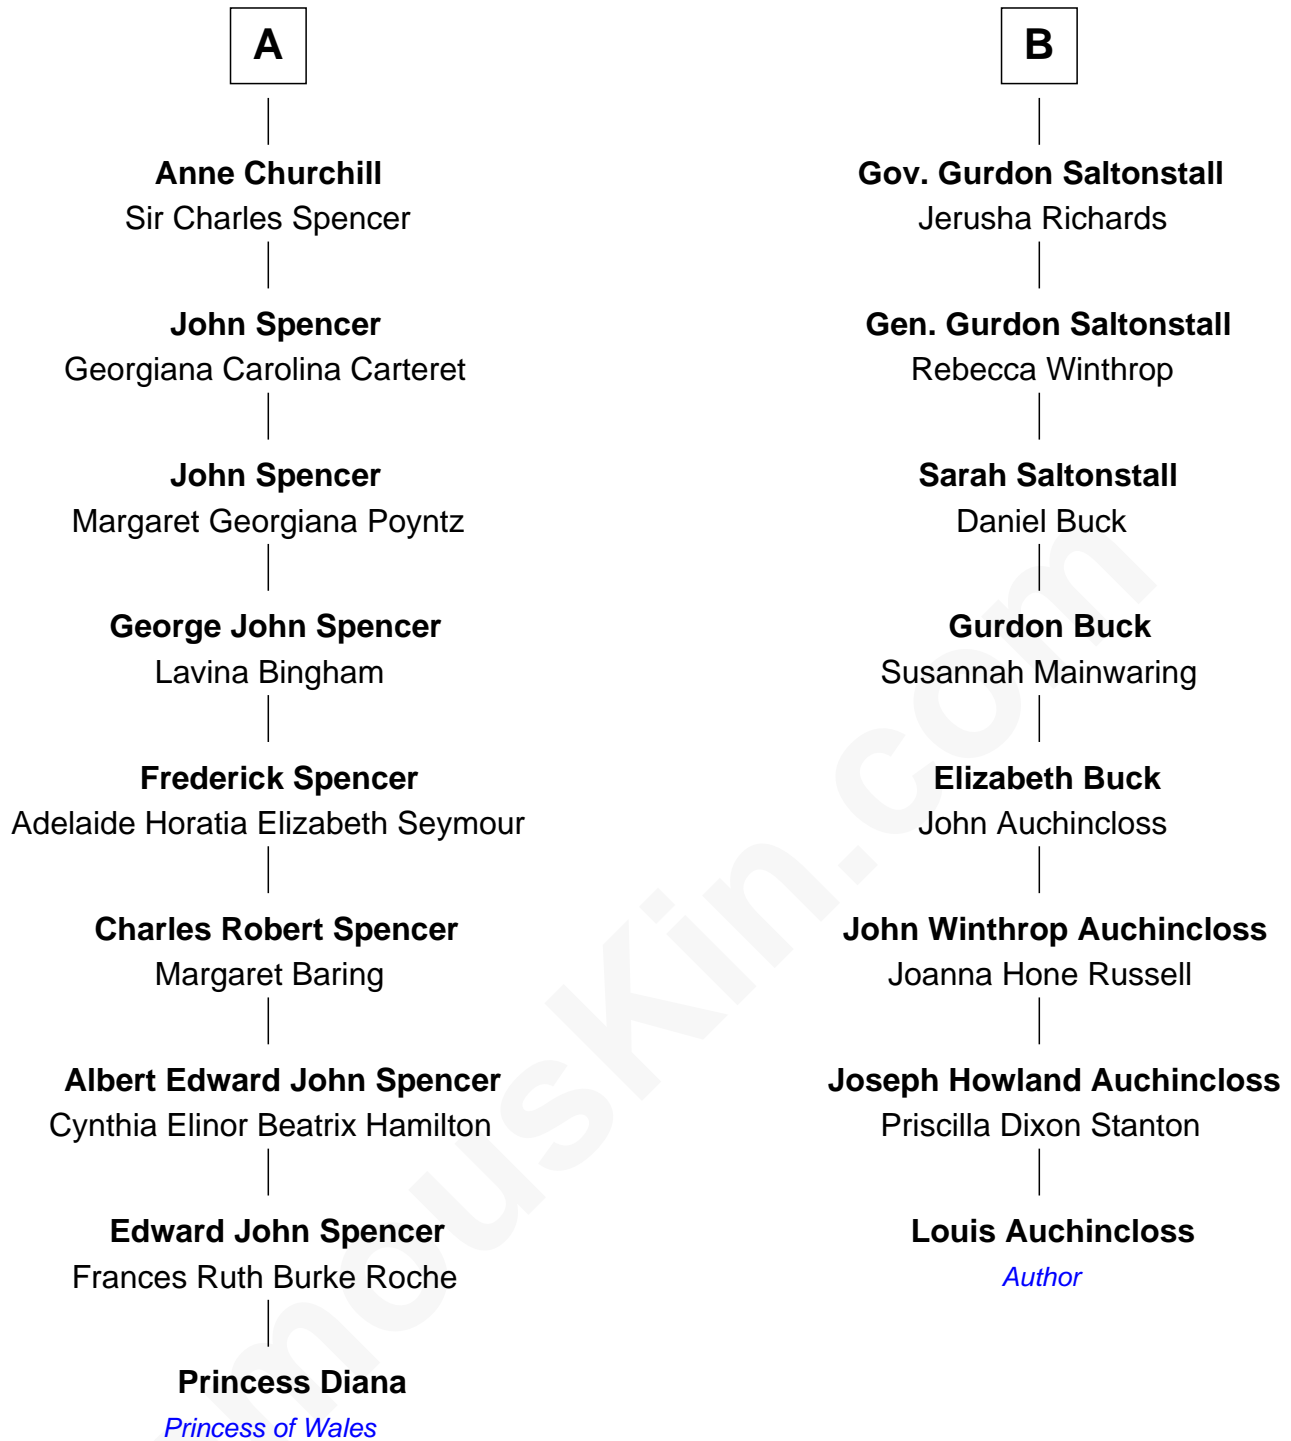 A
Anne Churchill
Sir Charles Spencer
John Spencer
Georgiana Carolina Carteret
John Spencer
Margaret Georgiana Poyntz
George John Spencer
Lavina Bingham
Frederick Spencer
Adelaide Horatia Elizabeth Seymour
Charles Robert Spencer
Margaret Baring
Albert Edward John Spencer
Cynthia Elinor Beatrix Hamilton
Edward John Spencer
Frances Ruth Burke Roche
Princess Diana
Princess of Wales
B
Gov. Gurdon Saltonstall
Jerusha Richards
Gen. Gurdon Saltonstall
Rebecca Winthrop
Sarah Saltonstall
Daniel Buck
Gurdon Buck
Susannah Mainwaring
Elizabeth Buck
John Auchincloss
John Winthrop Auchincloss
Joanna Hone Russell
Joseph Howland Auchincloss
Priscilla Dixon Stanton
Louis Auchincloss
Author
mousKin.com